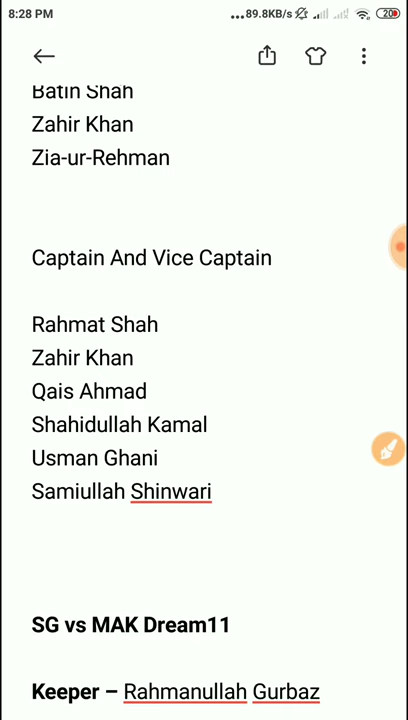 8:28 PM
...89.8KB/s
20
Batin Shah
Zahir Khan
Zia-ur-Rehman
Captain And Vice Captain
Rahmat Shah
Zahir Khan
Qais Ahmad
Shahidullah Kamal
Usman Ghani
Samiullah Shinwari
SG vs MAK Dream11
Keeper – Rahmanullah Gurbaz